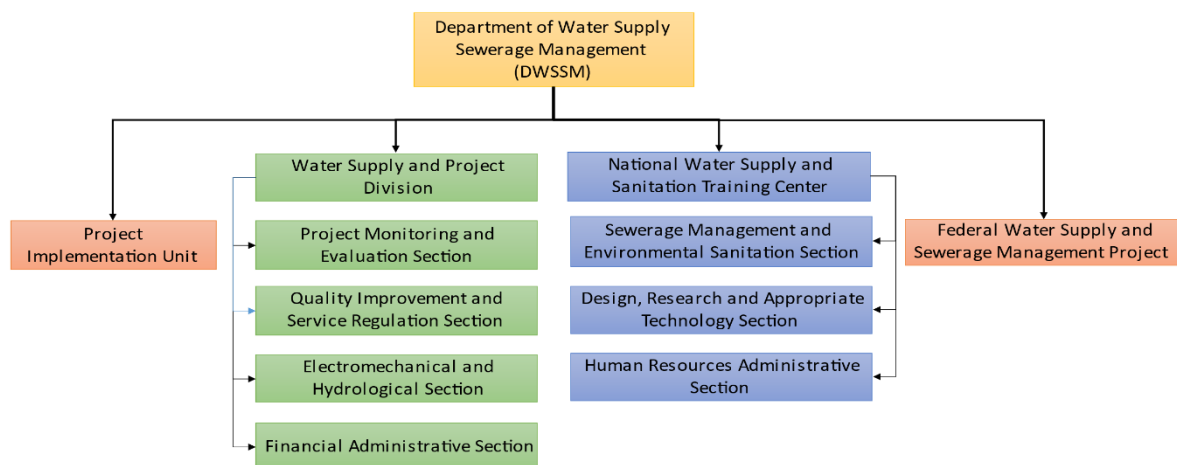 Department of Water Supply
Sewerage Management
(DWSSM)
Water Supply and Project
Division
National Water Supply and
Sanitation Training Center
Project
Implementation Unit
Project Monitoring and
Evaluation Section
Sewerage Management and
Environmental Sanitation Section
Federal Water Supply and
Sewerage Management Project
Quality Improvement and
Service Regulation Section
Design, Research and Appropriate
Technology Section
Electromechanical and
Hydrological Section
Human Resources Administrative
Section
Financial Administrative Section